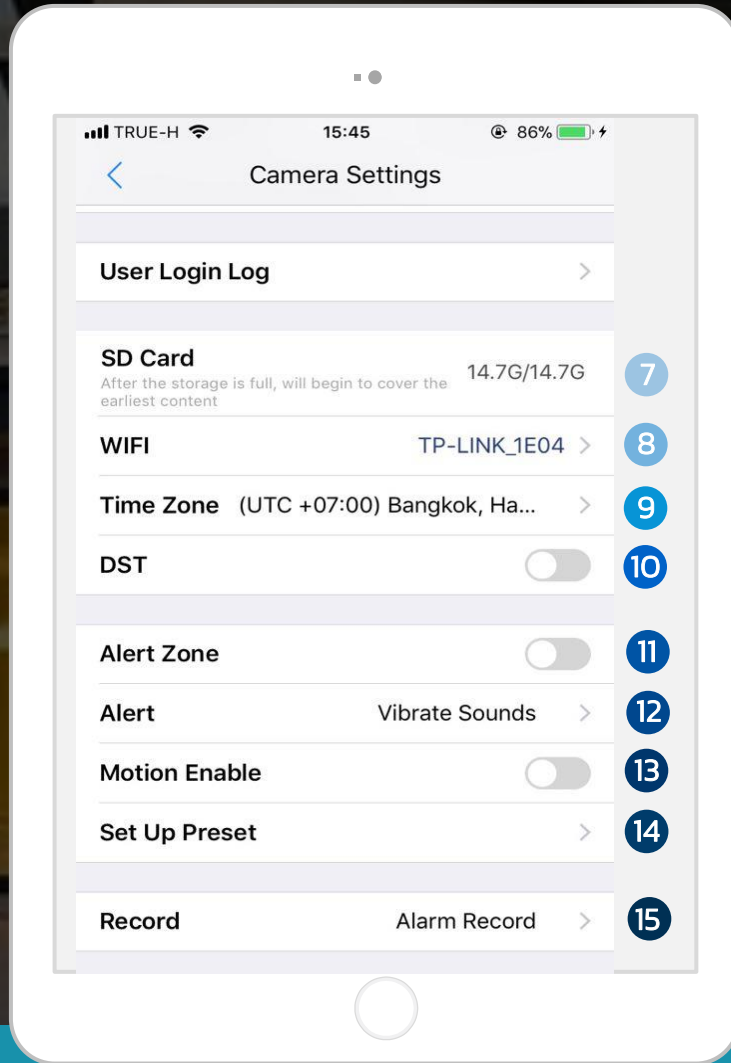 TRUE-H 15:45 86%
Camera Settings
User Login Log
SD Card 14.7G/14.7G 7
After the storage is full, will begin to cover the
earliest content
WIFI TP-LINK_1E04 8
Time Zone (UTC +07:00) Bangkok, Ha... 9
DST 10
Alert Zone 11
Alert Vibrate Sounds 12
Motion Enable 13
Set Up Preset 14
Record Alarm Record 15